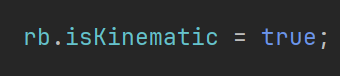 rb.isKinematic = true;